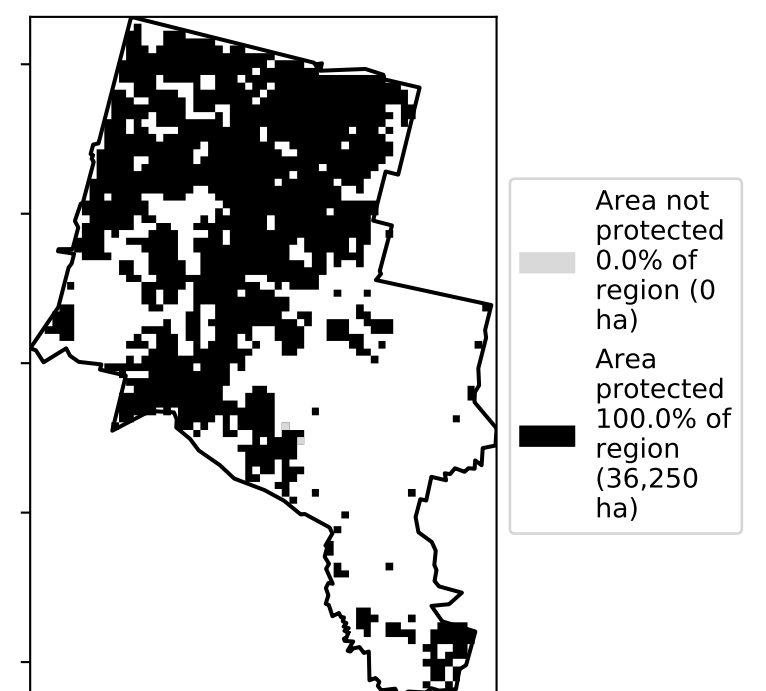 Area not
protected
0.0% of
region (0
ha)
Area
protected
100.0% of
region
(36,250
ha)